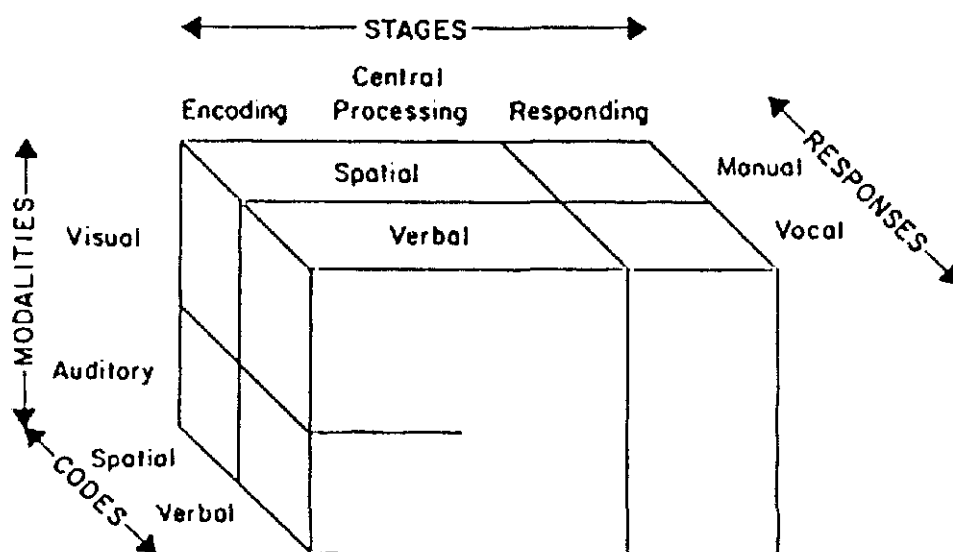 STAGES
Central
Encoding Processing Responding
Spatial Manual
Verbal Vocal
Visual
Auditory
Spatial
Verbal
MODALITIES
CODES
RESPONSES